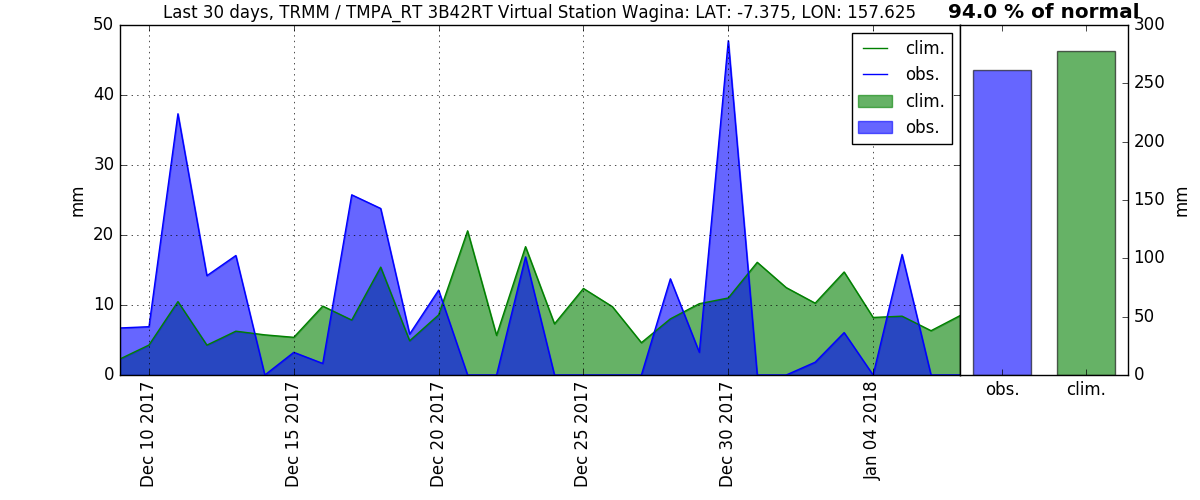 Last 30 days, TRMM / TMPA_RT 3B42RT Virtual Station Wagina: LAT: -7.375, LON: 157.625
94.0 % of normal
50
40
30
20
10
0
mm
clim.
obs.
clim.
obs.
Dec 10 2017
Dec 15 2017
Dec 20 2017
Dec 25 2017
Dec 30 2017
Jan 04 2018
300
250
200
150
100
50
0
mm
obs.
clim.